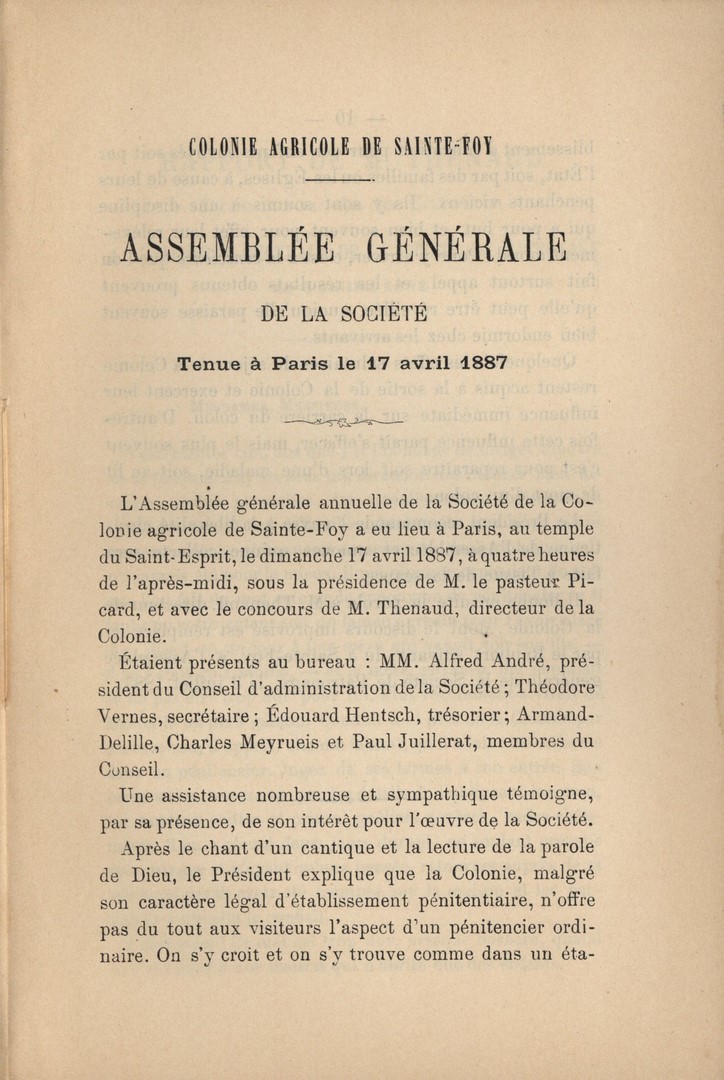 COLONIE AGRICOLE DE SAINTE-FOY
ASSEMBLÉE GÉNÉRALE
DE LA SOCIÉTÉ
Tenue à Paris le 17 avril 1887
L'Assemblée générale annuelle de la Société de la Co-
lonie agricole de Sainte-Foy a eu lieu à Paris, au temple
du Saint-Esprit, le dimanche 17 avril 1887, à quatre heures
de l'après-midi, sous la présidence de M. le pasteur Pi-
card, et avec le concours de M. Thenaud, directeur de la
Colonie.
Étaient présents au bureau : MM. Alfred André, pré-
sident du Conseil d'administration de la Société ; Théodore
Vernes, secrétaire ; Édouard Hentsch, trésorier ; Armand-
Delille, Charles Meyrueis et Paul Juillerat, membres du
Conseil.
Une assistance nombreuse et sympathique témoigne,
par sa présence, de son intérêt pour l'œuvre de la Société.
Après le chant d'un cantique et la lecture de la parole
de Dieu, le Président explique que la Colonie, malgré
son caractère légal d'établissement pénitentiaire, n'offre
pas du tout aux visiteurs l'aspect d'un pénitencier ordi-
naire. On s'y croit et on s'y trouve comme dans un éta-